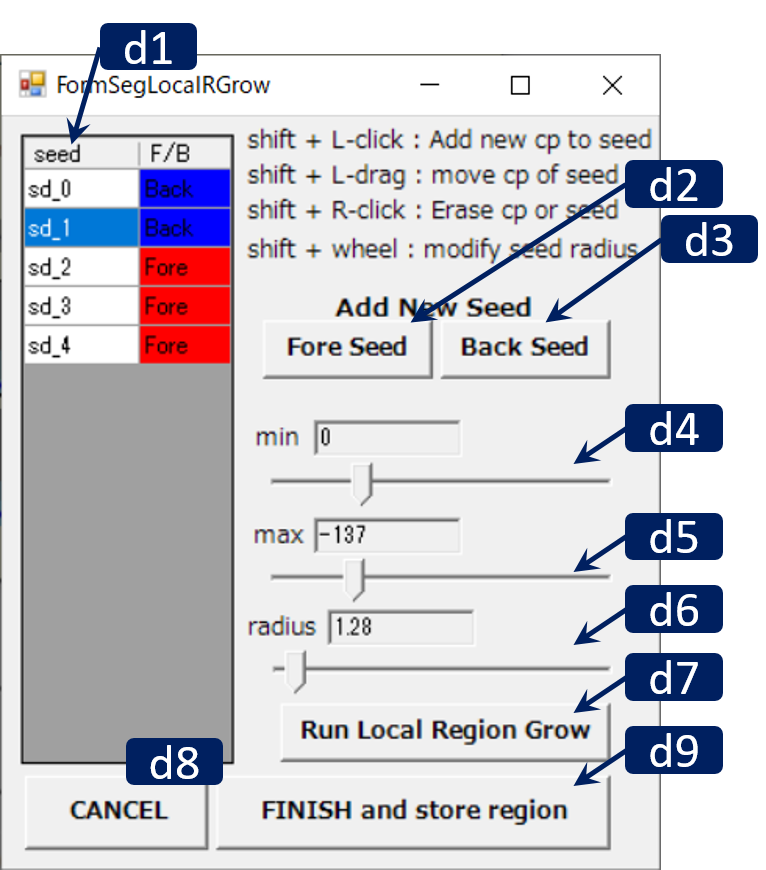 d1
FormSegLocalRGrow
seed F/B
sd_0 Back
sd_1 Back
sd_2 Fore
sd_3 Fore
sd_4 Fore
shift + L-click : Add new cp to seed
shift + L-drag : move cp of seed
shift + R-click : Erase cp or seed
shift + wheel : modify seed radius
d2
d3
Add New Seed
Fore Seed Back Seed
min 0
d4
max -137
d5
radius 1.28
d6
d7
Run Local Region Grow
d8
d9
CANCEL FINISH and store region